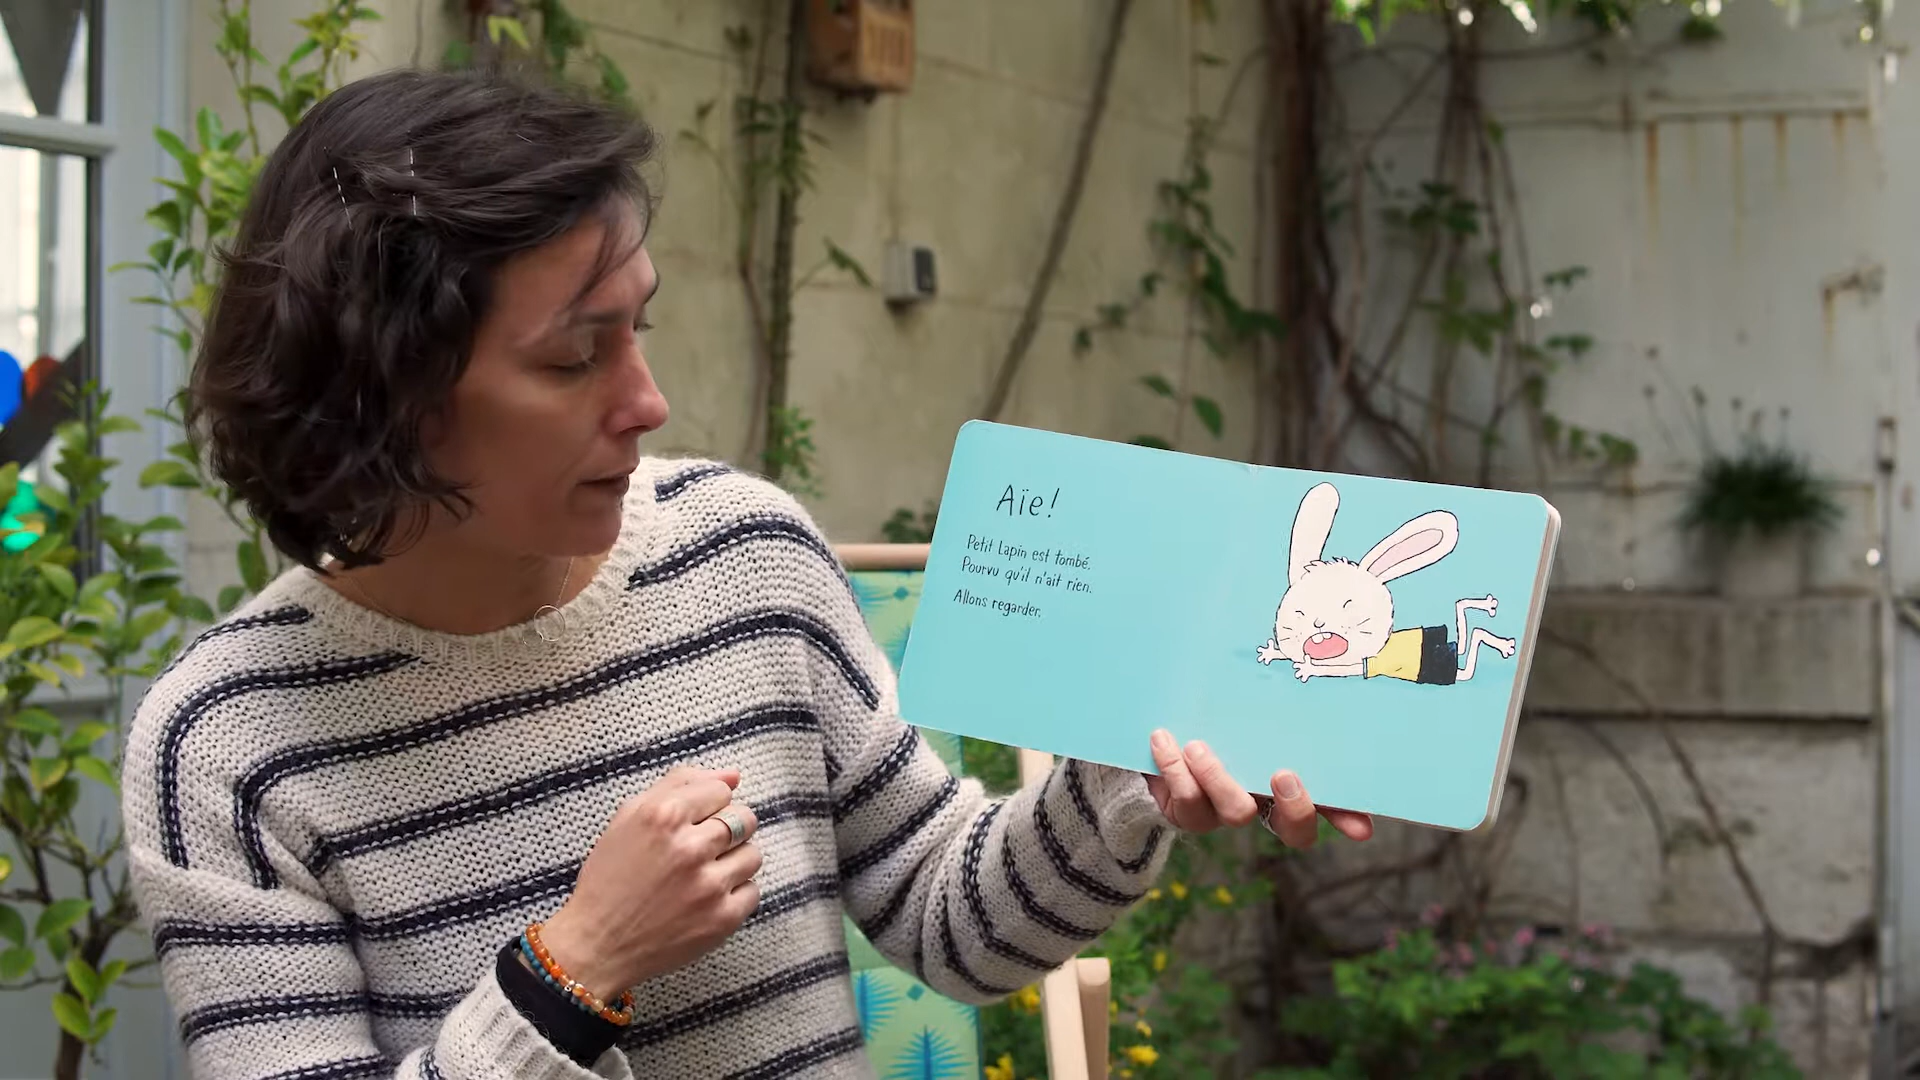 Aïe!
Petit Lapin est tombé.
Pourvu qu'il n'ait rien.
Allons regarder.